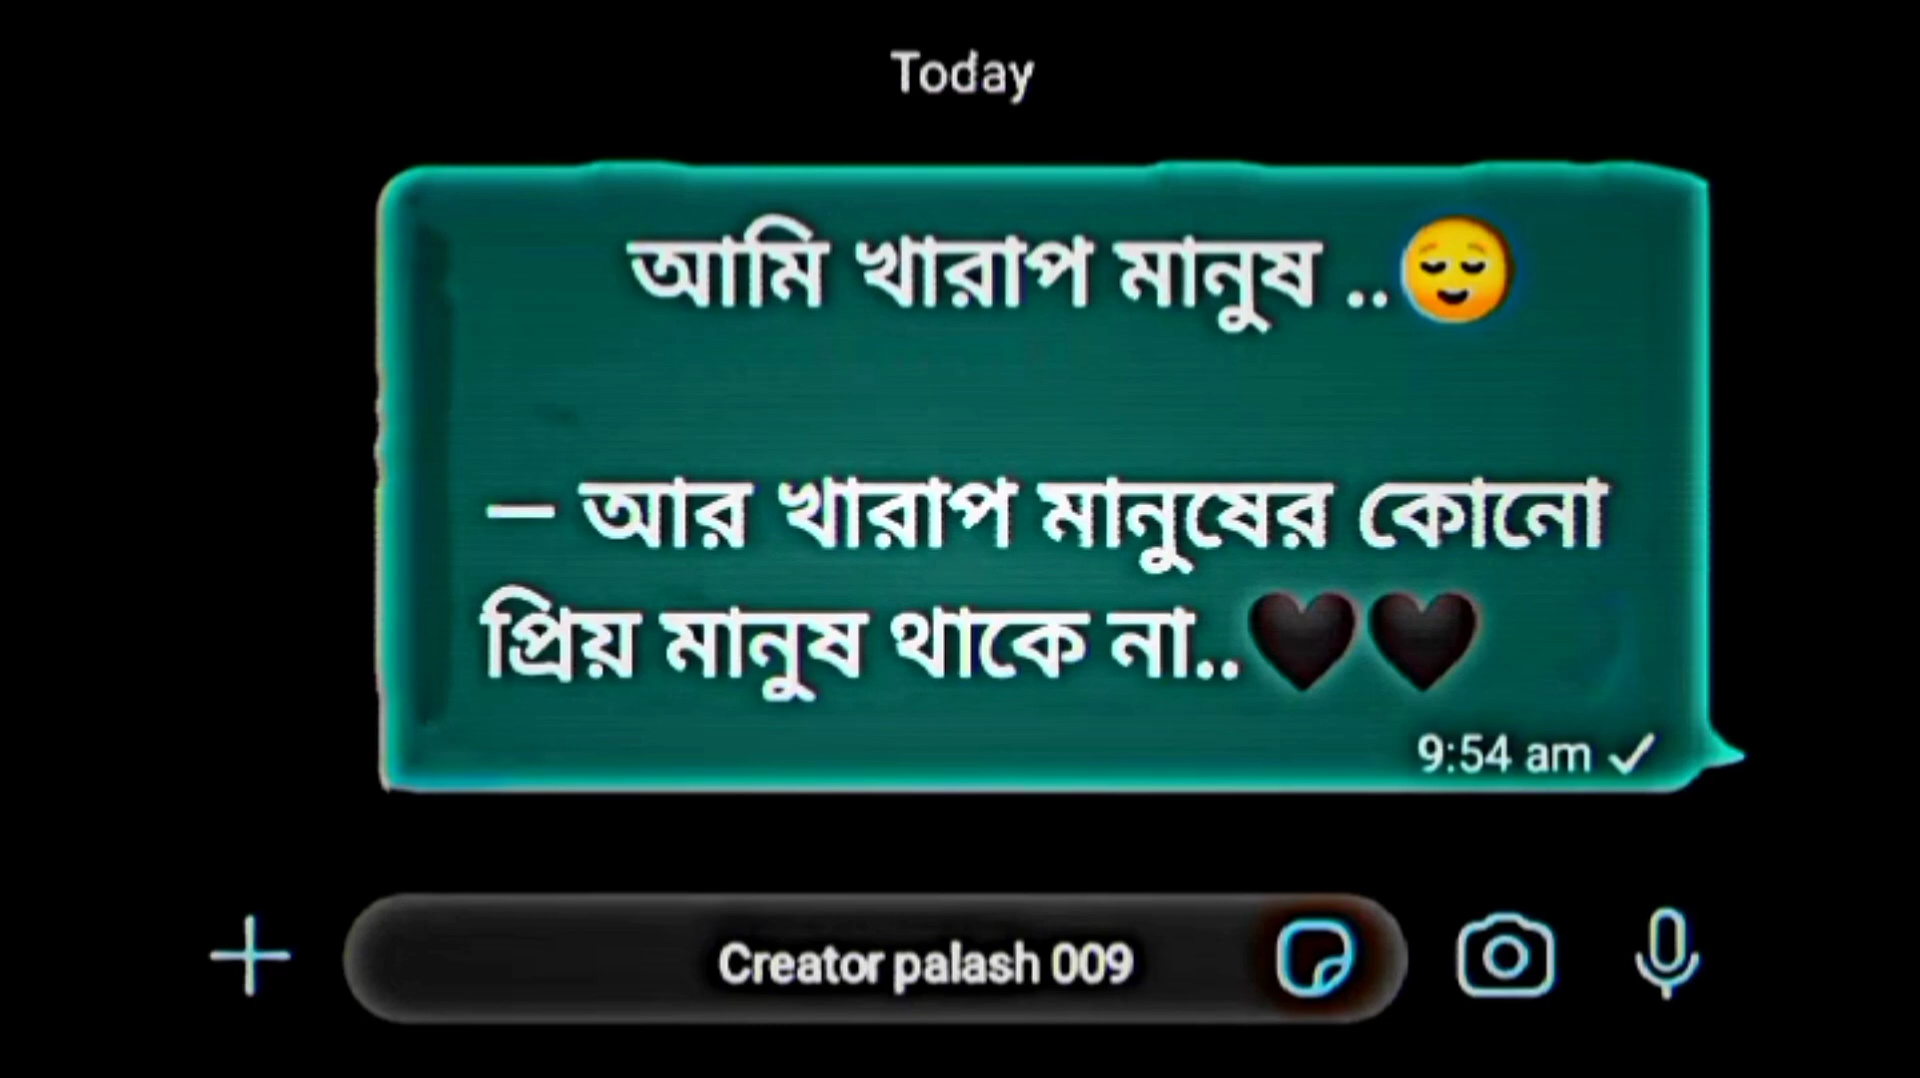 Today
আমি খারাপ মানুষ ..😌
— আর খারাপ মানুষের কোনো
প্রিয় মানুষ থাকে না..🖤🖤
9:54 am ✓
Creator palash 009